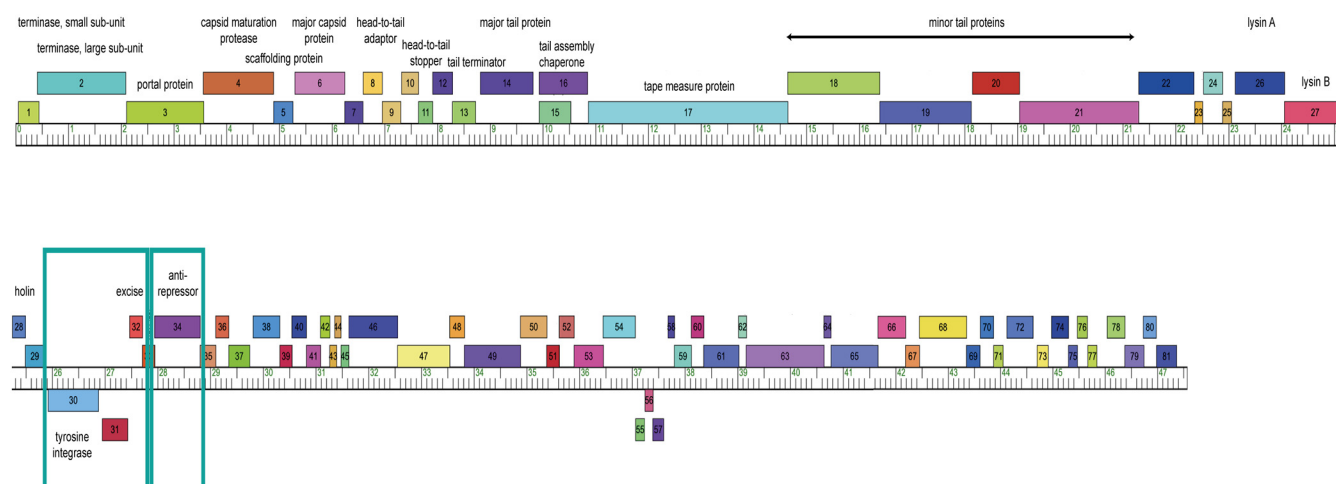 terminase, small sub-unit
terminase, large sub-unit
portal protein
capsid maturation
protease
scaffolding protein
major capsid
protein
head-to-tail
adaptor
head-to-tail
stopper
tail terminator
major tail protein
tail assembly
chaperone
tape measure protein
minor tail proteins
lysin A
lysin B
2 4 6 8 10 12 14 16 18 20 22 24 26
1 3 5 7 9 11 13 15 17 19 21 23 25 27
0 1 2 3 4 5 6 7 8 9 10 11 12 13 14 15 16 17 18 19 20 21 22 23 24
holin
excise
anti-
repressor
28 32 34 36 38 40 42 44 46 48 50 52 54 58 60 62 64 66 68 70 72 74 76 78 80
29 35 37 39 41 43 45 47 49 51 53 59 61 63 65 67 69 71 73 75 77 79 81
26 27 28 29 30 31 32 33 34 35 36 37 38 39 40 41 42 43 44 45 46 47
30 56
31 55 57
tyrosine
integrase